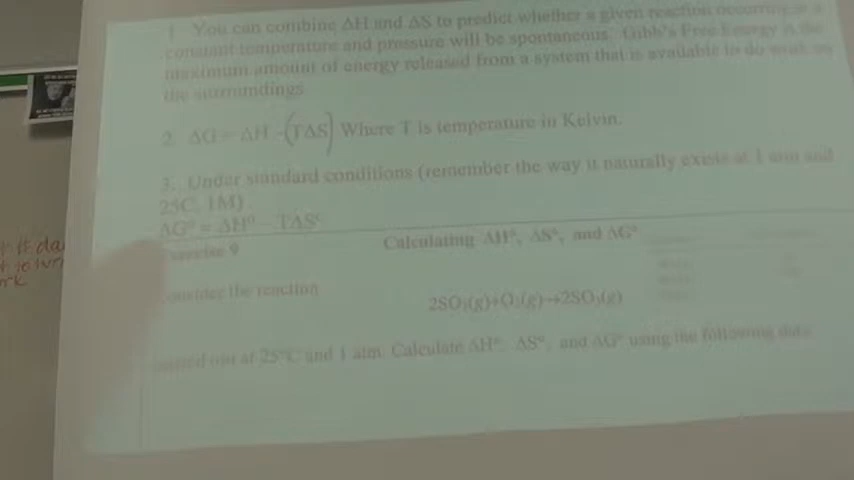 1. You can combine ΔH and ΔS to predict whether a given reaction occurring at a
constant temperature and pressure will be spontaneous. Gibb's Free Energy is the
maximum amount of energy released from a system that is available to do work on
the surroundings
2. ΔG = ΔH -(TΔS) Where T is temperature in Kelvin.
3. Under standard conditions (remember the way it naturally exists at 1 atm and
25C, 1M)
ΔG° = ΔH° - TΔS°
Exercise 9 Calculating ΔH°, ΔS°, and ΔG°
onsider the reaction
2SO₂(g)+O₂(g)→2SO₃(g)
carried out at 25°C and 1 atm. Calculate ΔH°, ΔS°, and ΔG° using the following data